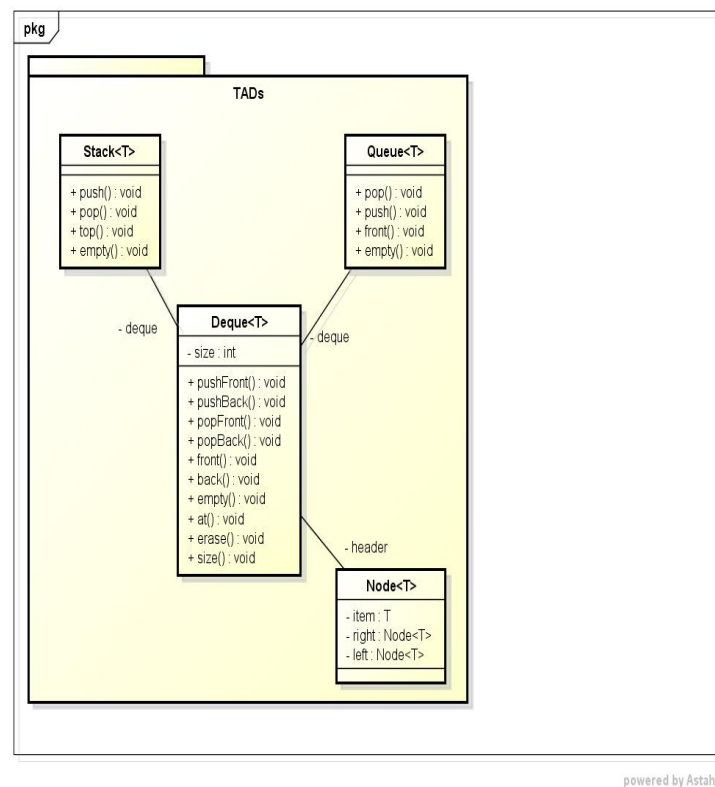 pkg
TADs
Stack<T>
+ push() : void
+ pop() : void
+ top() : void
+ empty() : void
Queue<T>
+ pop() : void
+ push() : void
+ front() : void
+ empty() : void
- deque
- deque
Deque<T>
- size : int
+ pushFront() : void
+ pushBack() : void
+ popFront() : void
+ popBack() : void
+ front() : void
+ back() : void
+ empty() : void
+ at() : void
+ erase() : void
+ size() : void
- header
Node<T>
- item : T
- right : Node<T>
- left : Node<T>
powered by Astah